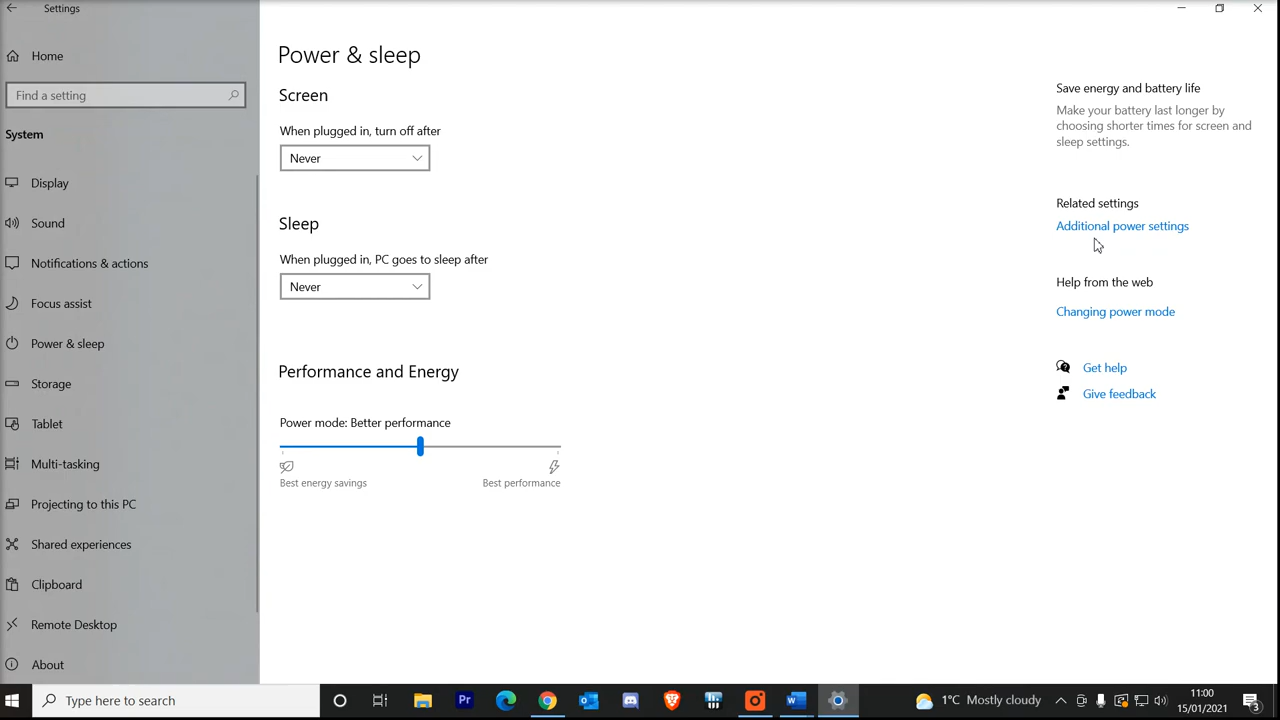 Settings
Home
Find a setting
System
Display
Sound
Notifications & actions
Focus assist
Power & sleep
Storage
Tablet
Multi-tasking
Projecting to this PC
Shared experiences
Clipboard
Remote Desktop
About
Power & sleep
Screen
When plugged in, turn off after
Never
Sleep
When plugged in, PC goes to sleep after
Never
Performance and Energy
Power mode: Better performance
Best energy savings Best performance
Save energy and battery life
Make your battery last longer by
choosing shorter times for screen and
sleep settings.
Related settings
Additional power settings
Help from the web
Changing power mode
Get help
Give feedback
Type here to search
Pr
1°C Mostly cloudy
11:00
15/01/2021
3